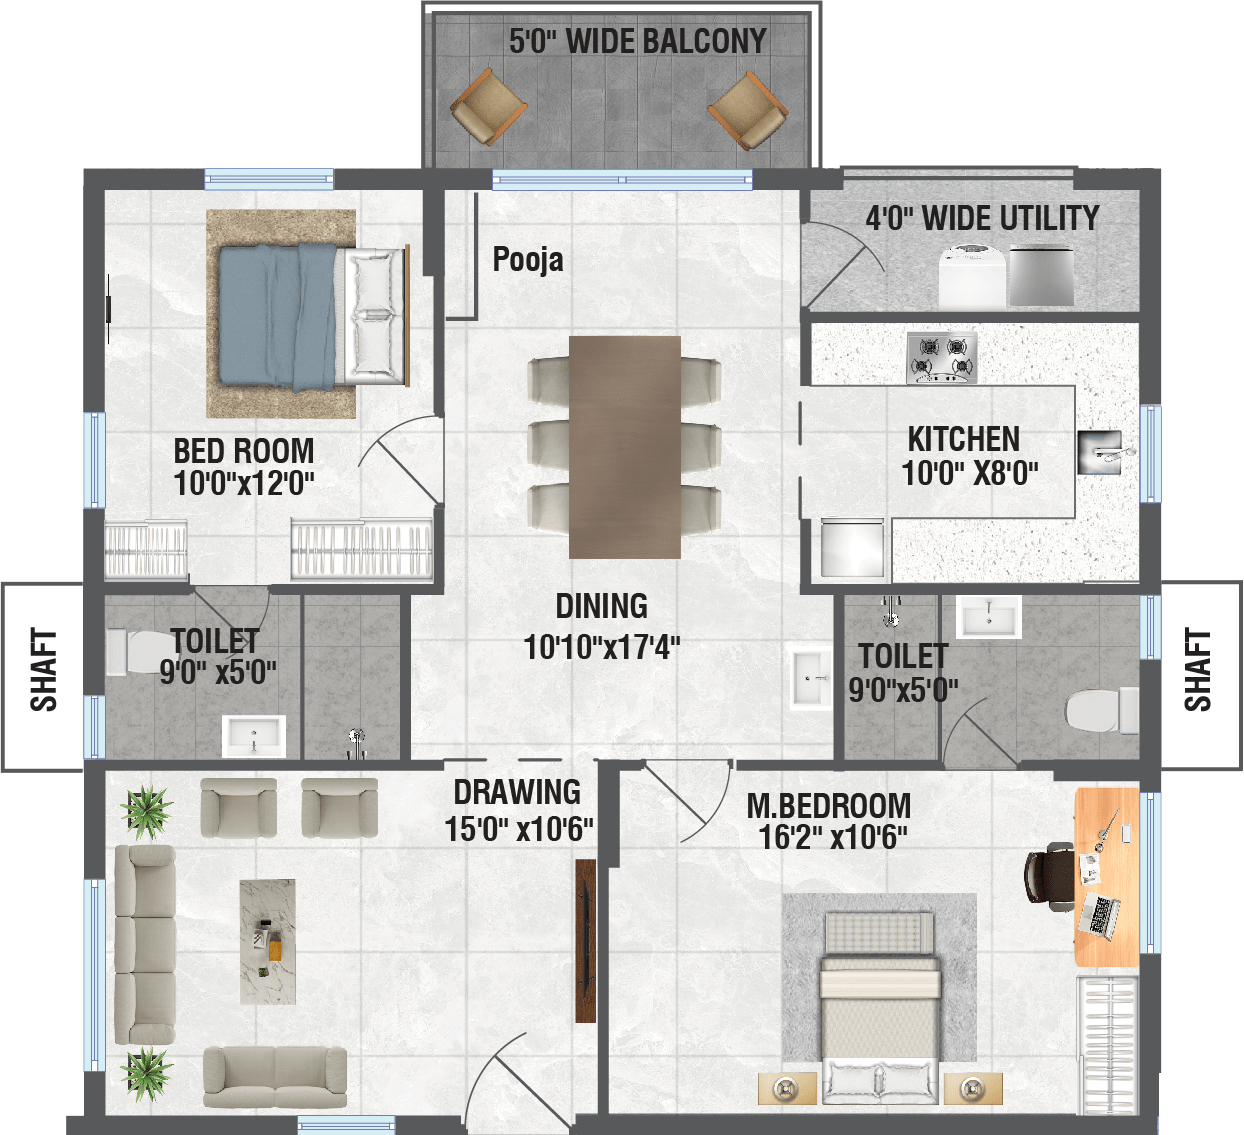 5'0" WIDE BALCONY
4'0" WIDE UTILITY
Pooja
BED ROOM
10'0"x12'0"
KITCHEN
10'0" X8'0"
DINING
10'10"x17'4"
SHAFT
TOILET
9'0" x5'0"
TOILET
9'0"x5'0"
SHAFT
DRAWING
15'0" x10'6"
M.BEDROOM
16'2" x10'6"